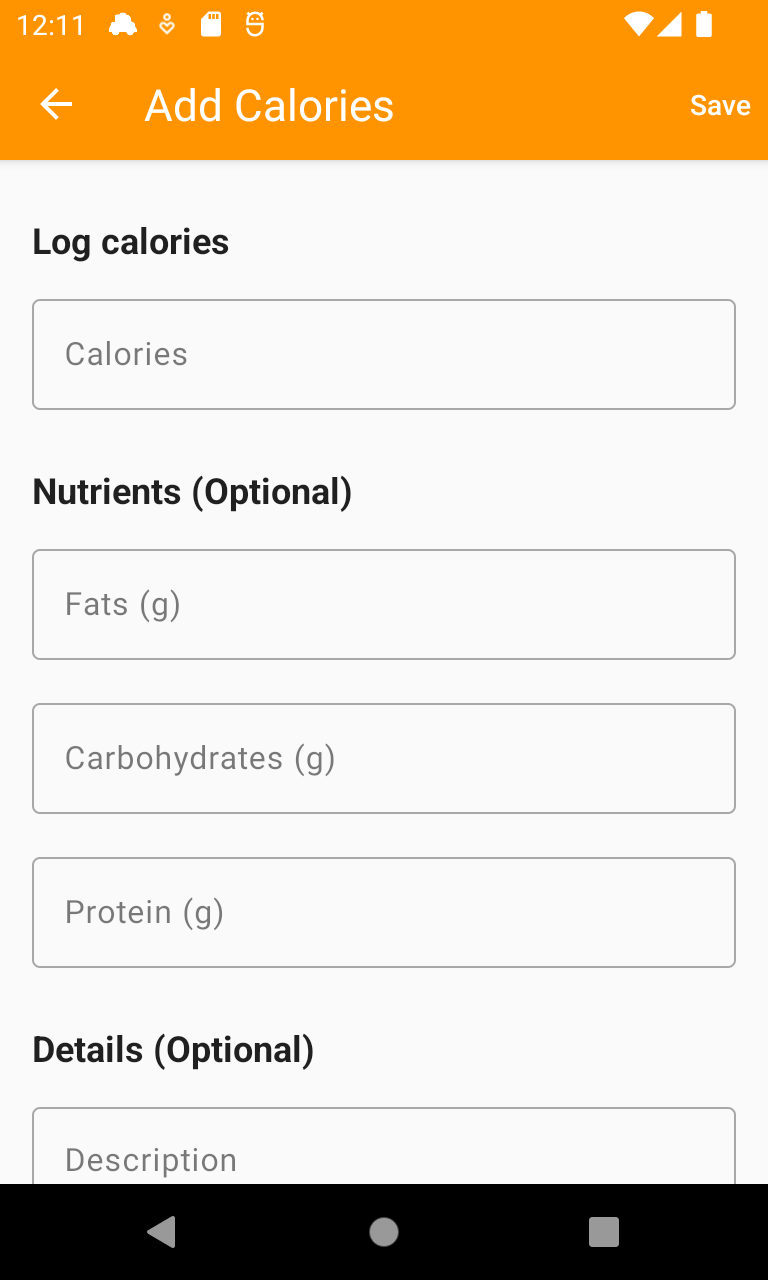 12:11
Add Calories
Save
Log calories
Calories
Nutrients (Optional)
Fats (g)
Carbohydrates (g)
Protein (g)
Details (Optional)
Description